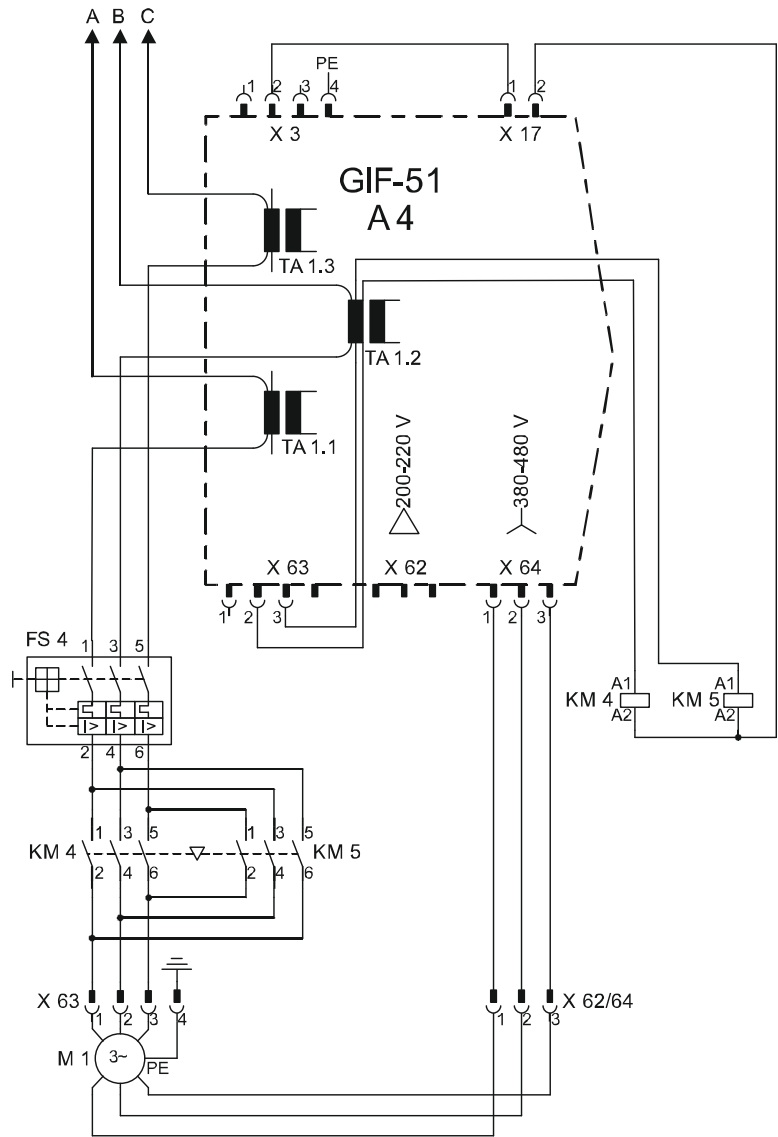 A B C
PE
1 2 3 4 1 2
X 3 X 17
GIF-51
A 4
TA 1.3
TA 1.2
TA 1.1
200-220 V
380-480 V
X 63 X 62 X 64
1 2 3 1 2 3
FS 4
1 3 5
I> I> I>
2 4 6
KM 4 A1 A2 KM 5 A1 A2
KM 4 1 3 5 1 3 5 KM 5
2 4 6 2 4 6
X 63 1 2 3 4 1 2 3 X 62/64
M 1 3~ PE